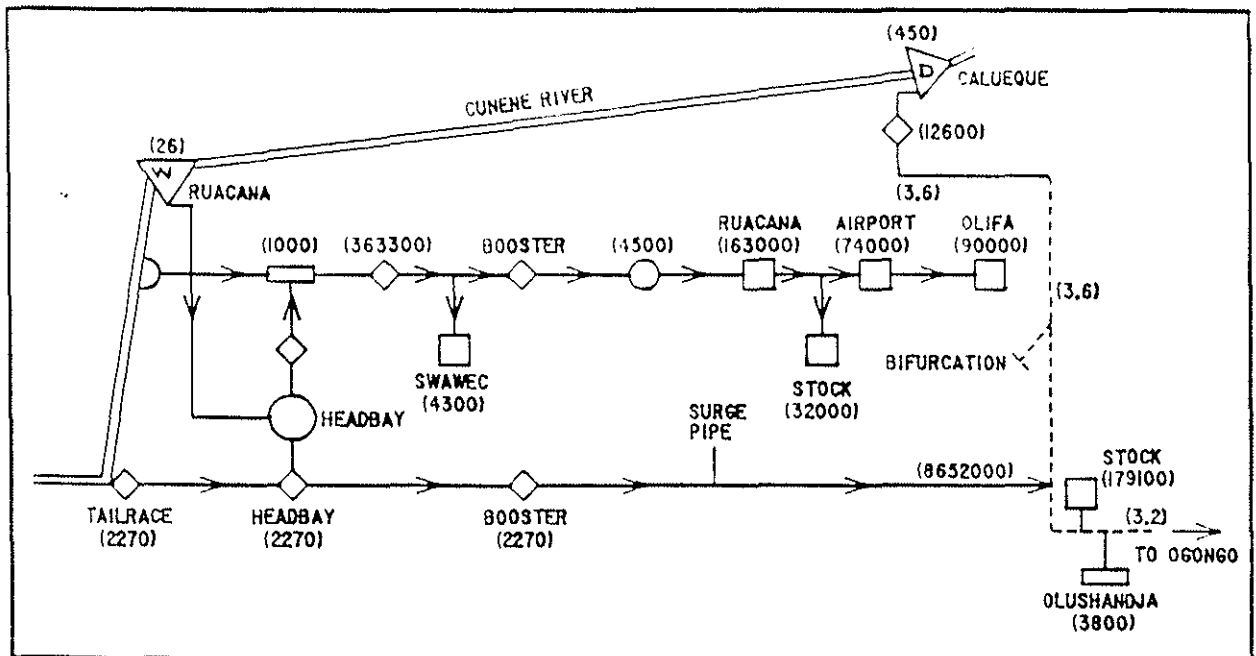 (450)
D
CALUEQUE
CUNENE RIVER
(12600)
(26)
W
RUACANA
(3.6)
(1000)
(363300)
BOOSTER
(4500)
RUACANA
(163000)
AIRPORT
(74000)
OLIFA
(90000)
(3.6)
BIFURCATION
SWAWEC
(4300)
STOCK
(32000)
HEADBAY
SURGE
PIPE
(8652000)
STOCK
(179100)
TAILRACE
(2270)
HEADBAY
(2270)
BOOSTER
(2270)
(3.2)
TO OGONGO
OLUSHANDJA
(3800)